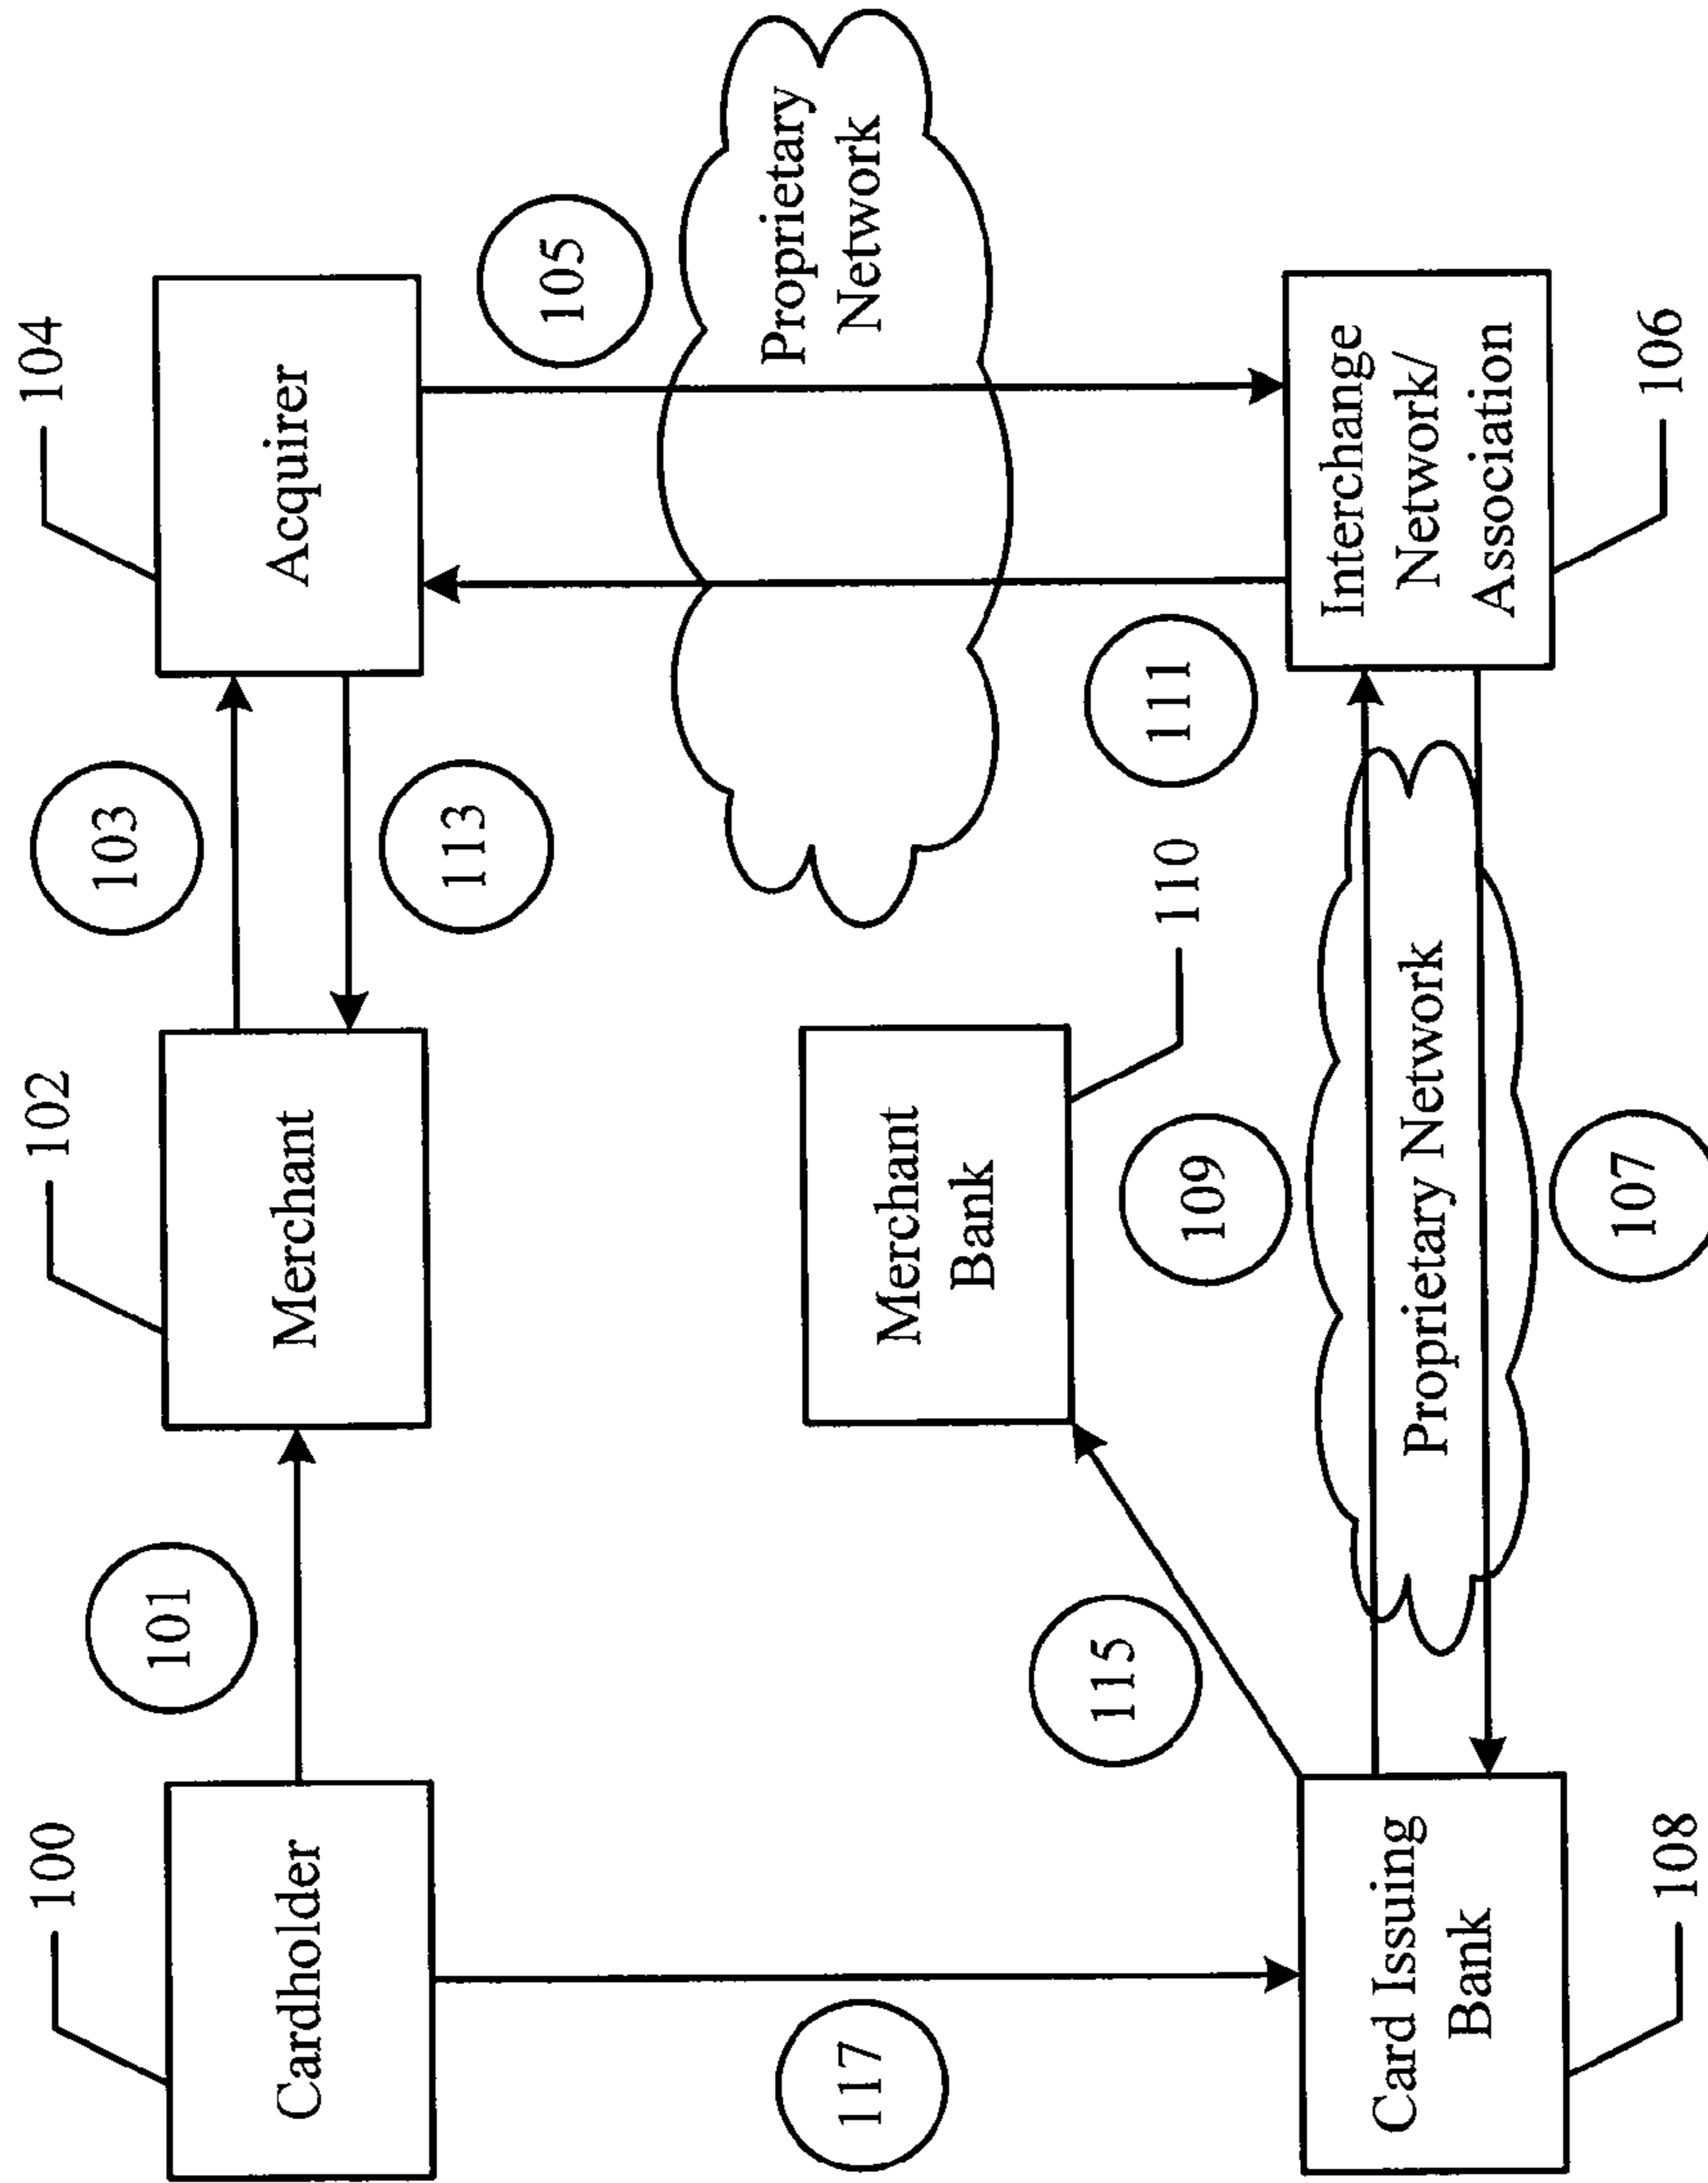 100
Cardholder
101
102
Merchant
103
113
104
Acquirer
105
Proprietary
Network
117
115
Merchant
Bank
110
109
111
Card Issuing
Bank
108
Proprietary Network
107
Interchange
Network/
Association
106